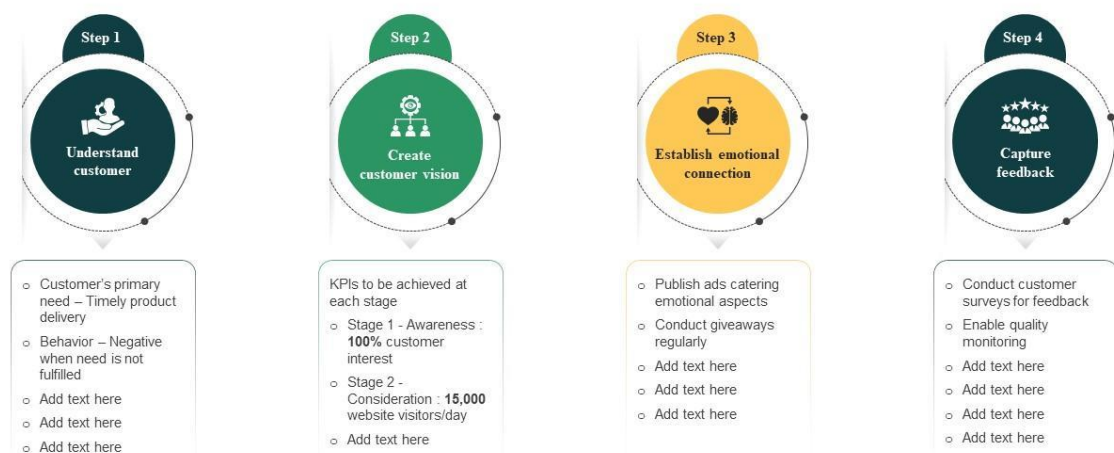 Step 1
Understand
customer
Customer's primary
need – Timely product
delivery
Behavior – Negative
when need is not
fulfilled
Add text here
Add text here
Add text here
Step 2
Create
customer vision
KPIs to be achieved at
each stage
Stage 1 - Awareness :
100% customer
interest
Stage 2 -
Consideration : 15,000
website visitors/day
Add text here
Step 3
Establish emotional
connection
Publish ads catering
emotional aspects
Conduct giveaways
regularly
Add text here
Add text here
Add text here
Step 4
Capture
feedback
Conduct customer
surveys for feedback
Enable quality
monitoring
Add text here
Add text here
Add text here
Add text here